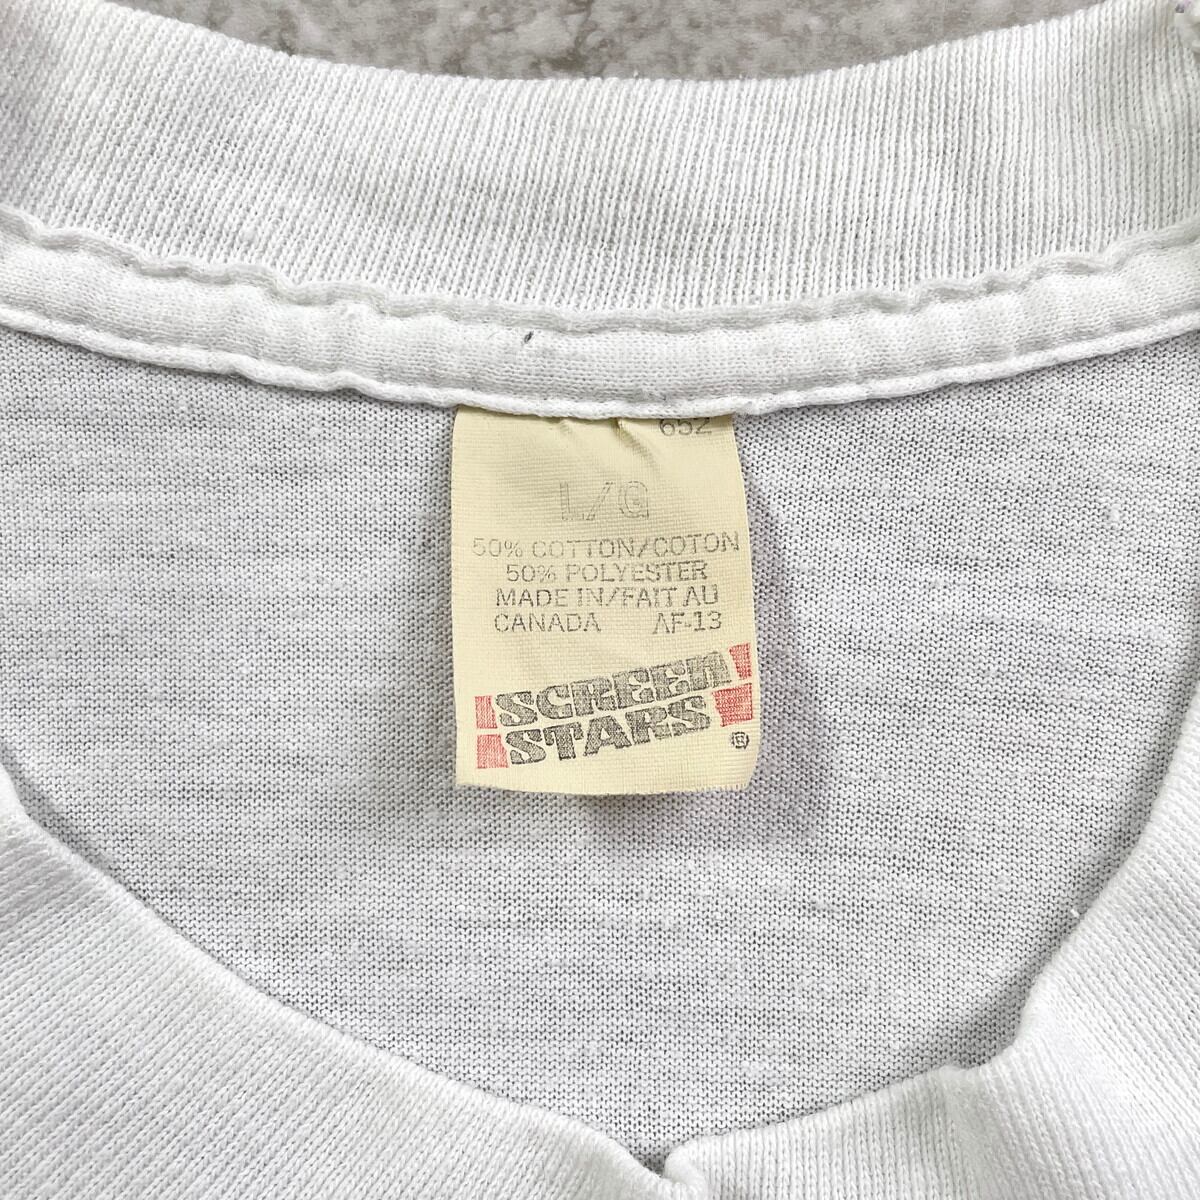 652
L/G
50% COTTON/COTON
50% POLYESTER
MADE IN/FAIT AU
CANADA AF-13
SCREEN
STARS
®